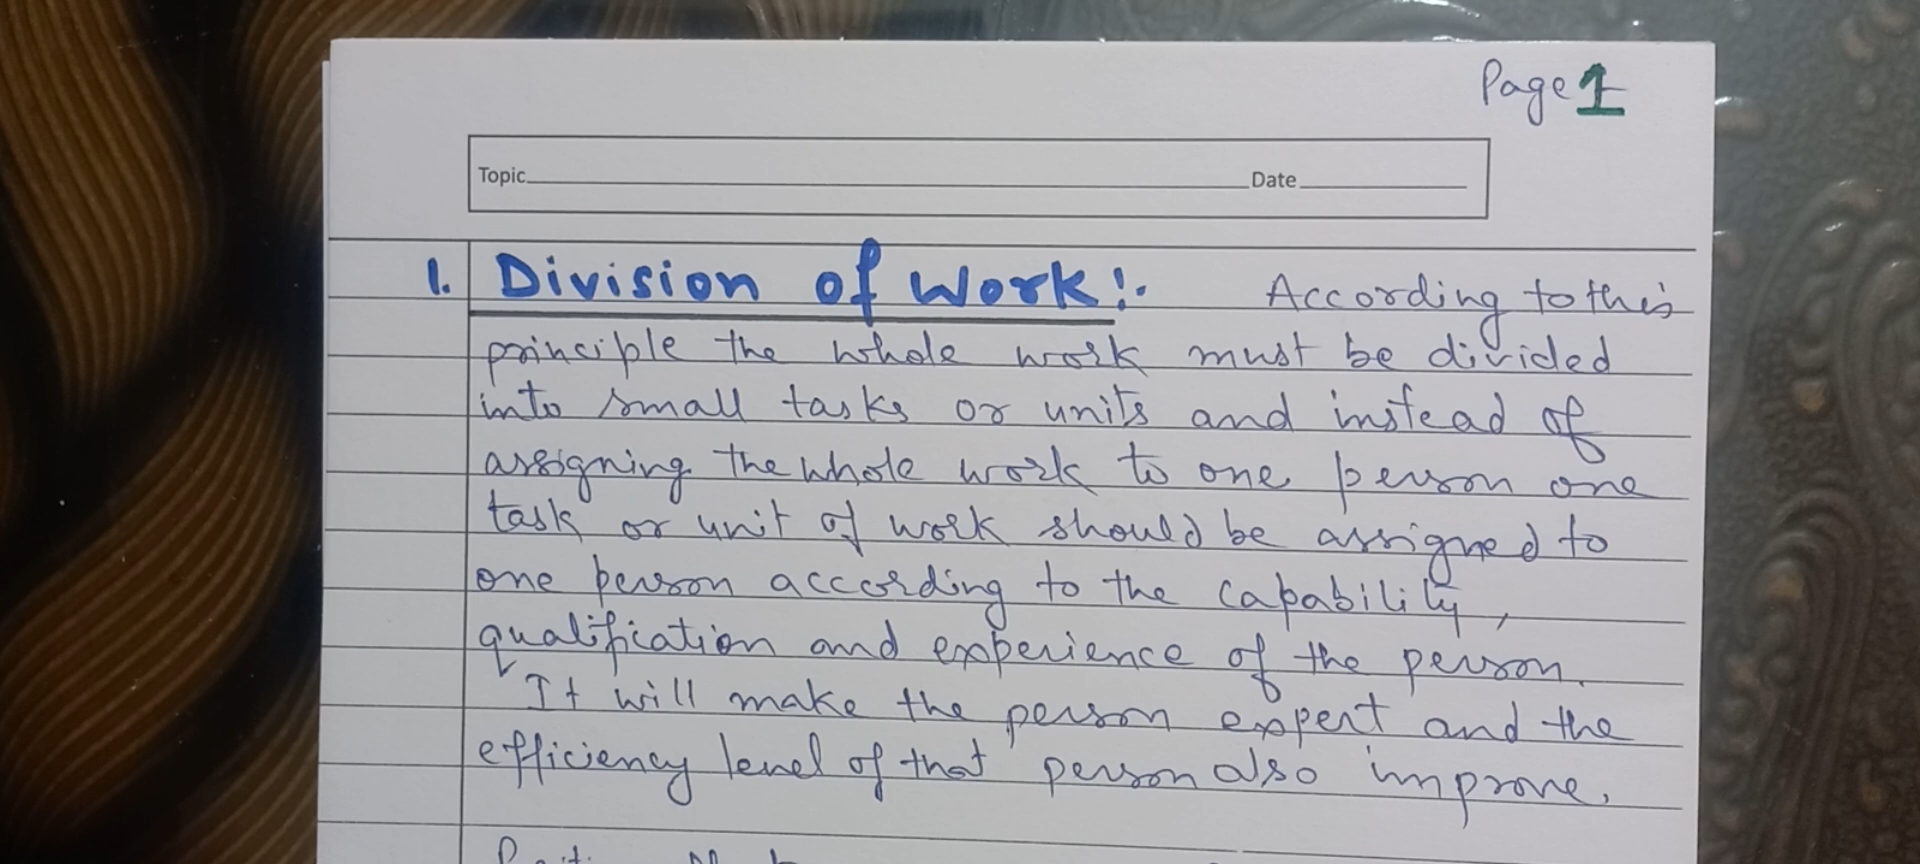 Page 1
Topic Date
1. Division of Work:- According to this
principle the whole work must be divided
into small tasks or units and instead of
assigning the whole work to one person one
task or unit of work should be assigned to
one person according to the capability,
qualification and experience of the person.
It will make the person expert and the
efficiency level of that person also improve.